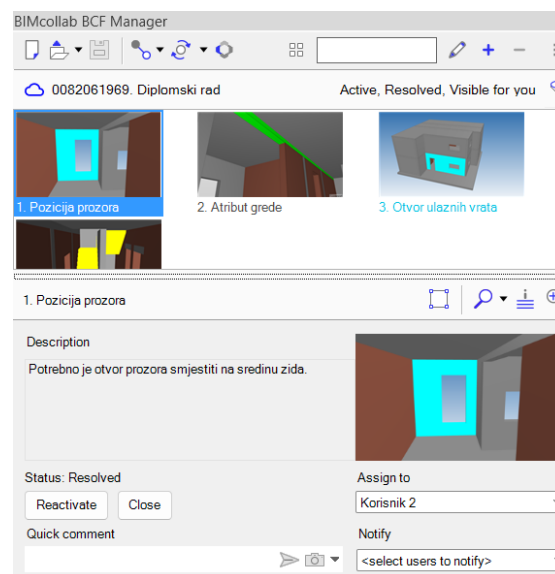 BIMcollab BCF Manager
0082061969. Diplomski rad Active, Resolved, Visible for you
1. Pozicija prozora 2. Atribut grede 3. Otvor ulaznih vrata
1. Pozicija prozora
Description
Potrebno je otvor prozora smjestiti na sredinu zida.
Status: Resolved Assign to
Reactivate Close Korisnik 2
Quick comment Notify
<select users to notify>